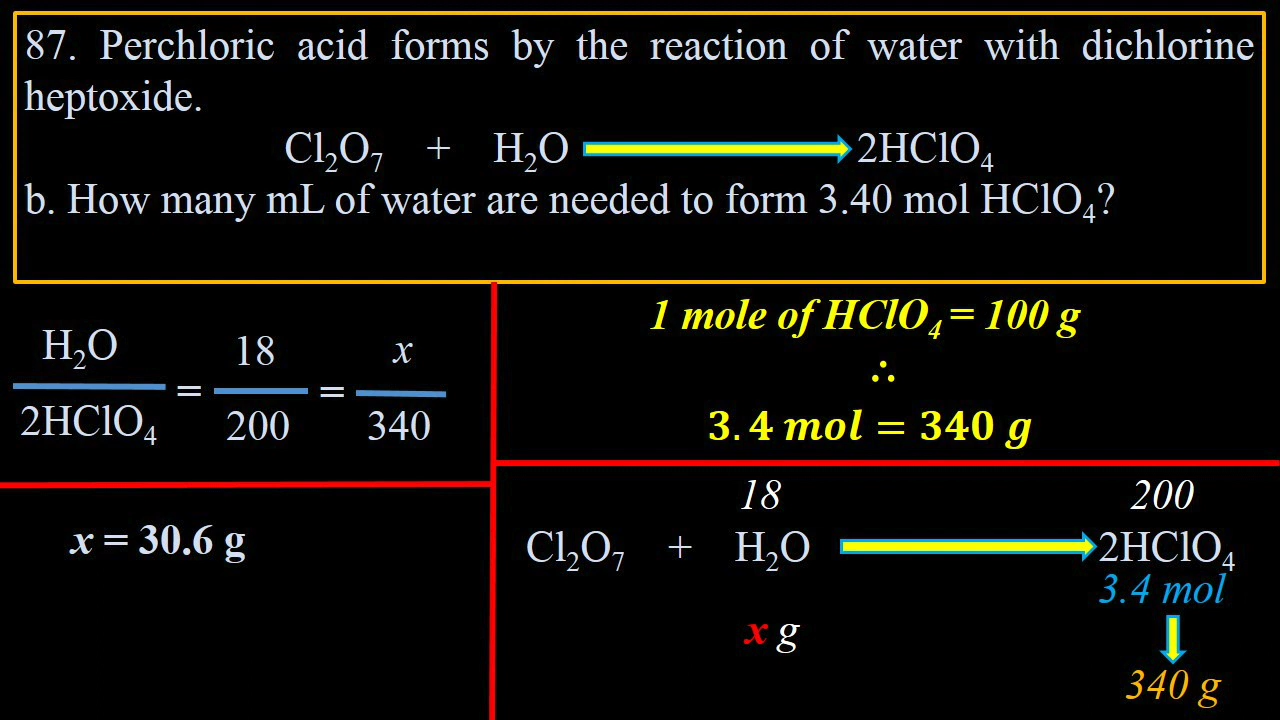 87. Perchloric acid forms by the reaction of water with dichlorine
heptoxide.
Cl₂O₇ + H₂O 2HClO₄
b. How many mL of water are needed to form 3.40 mol HClO₄?
H₂O
2HClO₄
=
18
200
=
x
340
1 mole of HClO₄ = 100 g
∴
3.4 mol = 340 g
x = 30.6 g
18 200
Cl₂O₇ + H₂O 2HClO₄
3.4 mol
x g
340 g